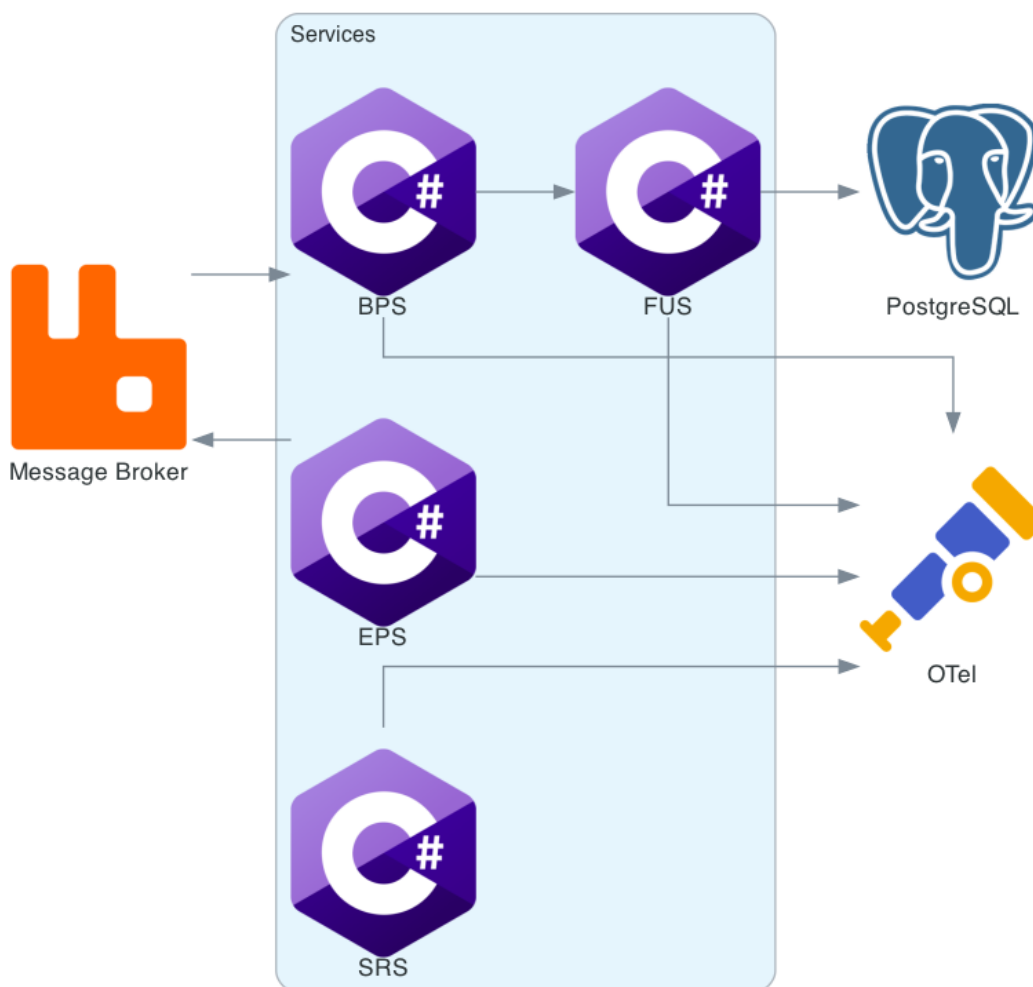 Services
BPS
FUS
PostgreSQL
Message Broker
EPS
OTel
SRS